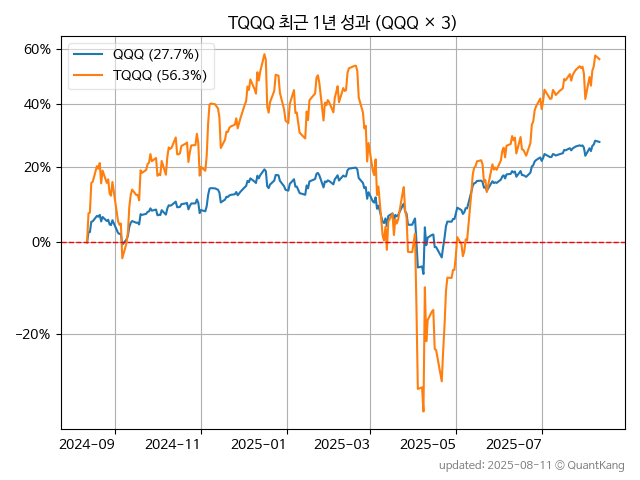 TQQQ 최근 1년 성과 (QQQ × 3)
QQQ (27.7%)
TQQQ (56.3%)
60%
40%
20%
0%
−20%
2024-09
2024-11
2025-01
2025-03
2025-05
2025-07
updated: 2025-08-11 © QuantKang